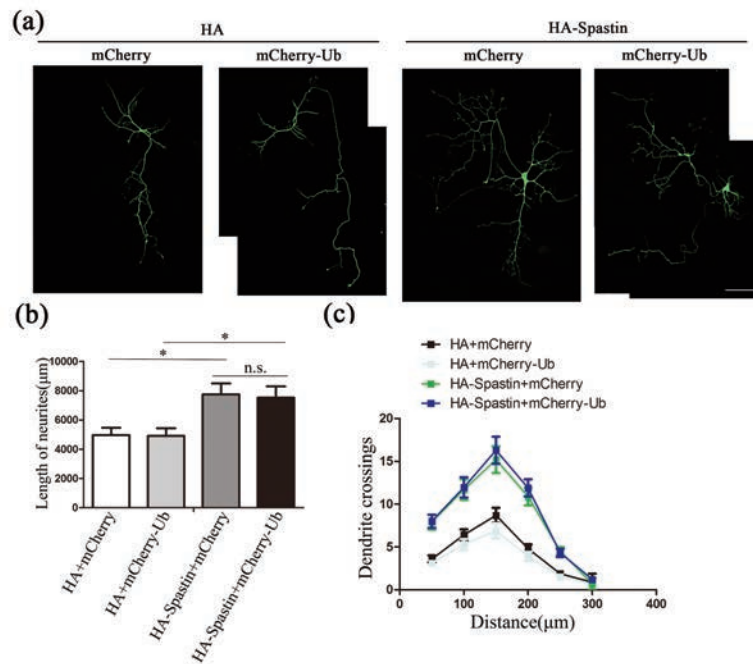 (a)
HA HA-Spastin
mCherry mCherry-Ub mCherry mCherry-Ub
(b)
* 
*
n.s.
Length of neurites(μm)
10000
8000
6000
4000
2000
0
HA+mCherry
HA+mCherry-Ub
HA-Spastin+mCherry
HA-Spastin+mCherry-Ub
(c)
HA+mCherry
HA+mCherry-Ub
HA-Spastin+mCherry
HA-Spastin+mCherry-Ub
Dendrite crossings
20
15
10
5
0
0 100 200 300 400
Distance(μm)